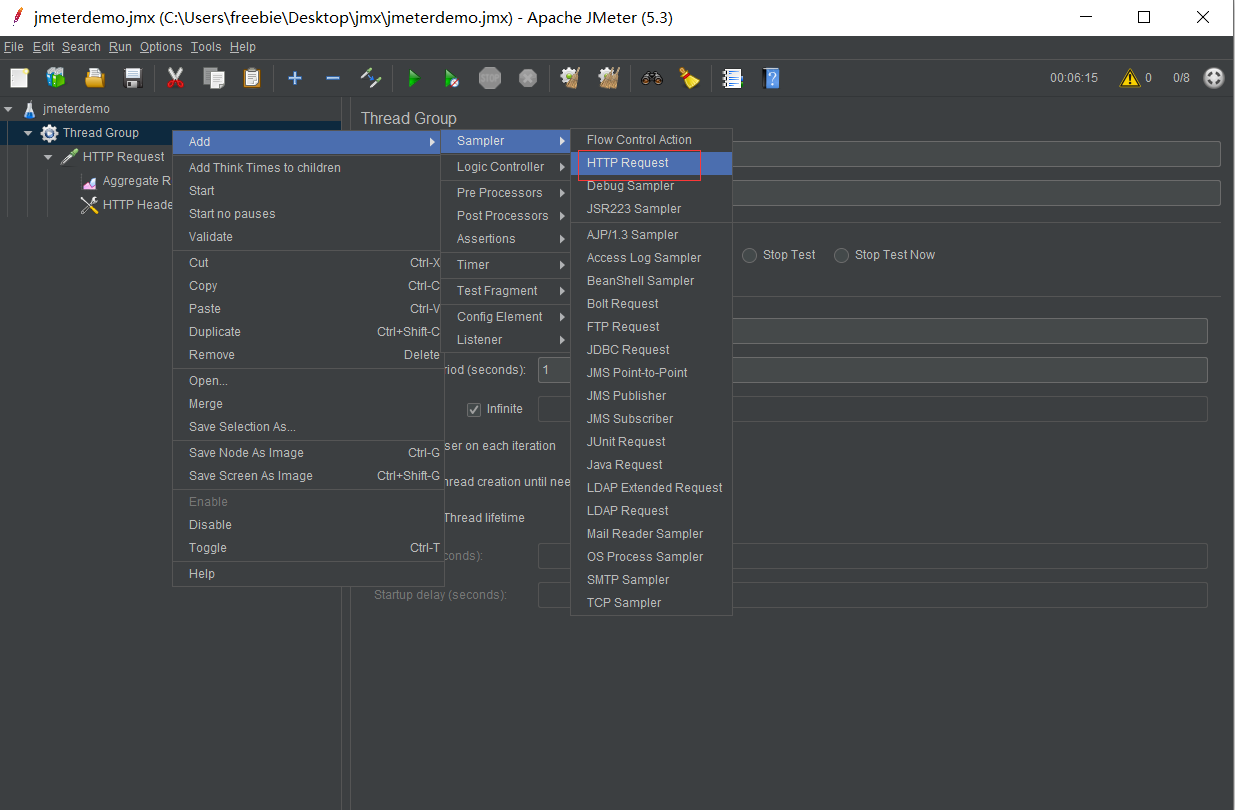 jmeterdemo.jmx (C:\Users\freebie\Desktop\jmx\jmeterdemo.jmx) - Apache JMeter (5.3)
File Edit Search Run Options Tools Help
STOP 00:06:15 0 0/8
jmeterdemo
Thread Group
HTTP Request
Aggregate R
HTTP Heade
Add
Add Think Times to children
Start
Start no pauses
Validate
Cut Ctrl-X
Copy Ctrl-C
Paste Ctrl-V
Duplicate Ctrl+Shift-C
Remove Delete
Open...
Merge
Save Selection As...
Save Node As Image Ctrl-G
Save Screen As Image Ctrl+Shift-G
Enable
Disable
Toggle Ctrl-T
Help
Sampler
Logic Controller
Pre Processors
Post Processors
Assertions
Timer
Test Fragment
Config Element
Listener
Flow Control Action
HTTP Request
Debug Sampler
JSR223 Sampler
AJP/1.3 Sampler
Access Log Sampler
BeanShell Sampler
Bolt Request
FTP Request
JDBC Request
JMS Point-to-Point
JMS Publisher
JMS Subscriber
JUnit Request
Java Request
LDAP Extended Request
LDAP Request
Mail Reader Sampler
OS Process Sampler
SMTP Sampler
TCP Sampler
Thread Group
Stop Test Stop Test Now
riod (seconds): 1
Infinite
ser on each iteration
hread creation until nee
Thread lifetime
conds):
Startup delay (seconds):